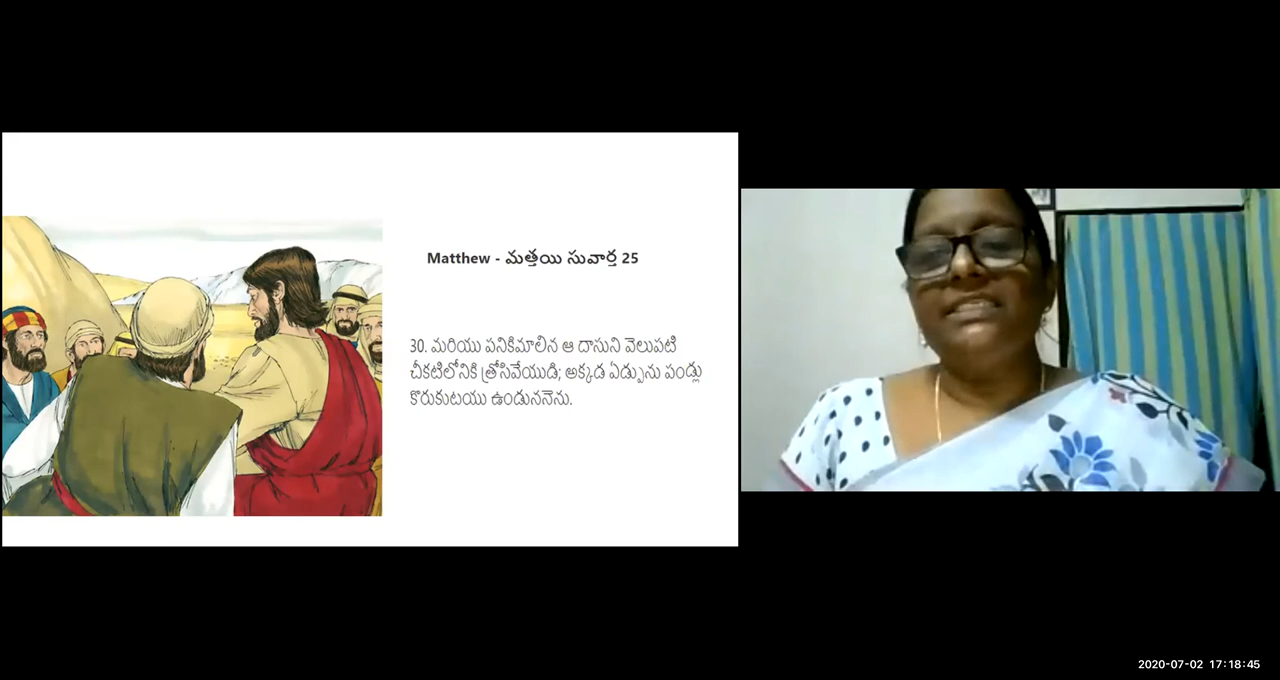 Matthew - మత్తయి సువార్త 25
30. మరియు పనికిమాలిన ఆ దాసుని వెలుపటి
చీకటిలోనికి త్రోసివేయుడి; అక్కడ ఏడ్పును పండ్లు
కొరుకుటయు ఉండుననెను.
2020-07-02 17:18:45